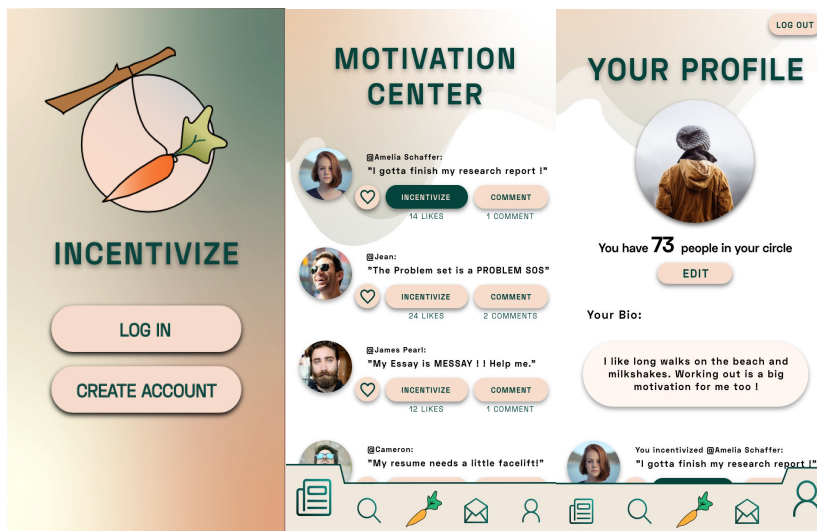 INCENTIVIZE
LOG IN
CREATE ACCOUNT
MOTIVATION
CENTER
@Amelia Schaffer:
"I gotta finish my research report !"
INCENTIVIZE
COMMENT
14 LIKES
1 COMMENT
@Jean:
"The Problem set is a PROBLEM SOS"
INCENTIVIZE
COMMENT
24 LIKES
2 COMMENTS
@James Pearl:
"My Essay is MESSAY ! ! Help me."
INCENTIVIZE
COMMENT
12 LIKES
1 COMMENT
@Cameron:
"My resume needs a little facelift!"
LOG OUT
YOUR PROFILE
You have 73 people in your circle
EDIT
Your Bio:
I like long walks on the beach and
milkshakes. Working out is a big
motivation for me too !
You incentivized @Amelia Schaffer:
"I gotta finish my research report !"